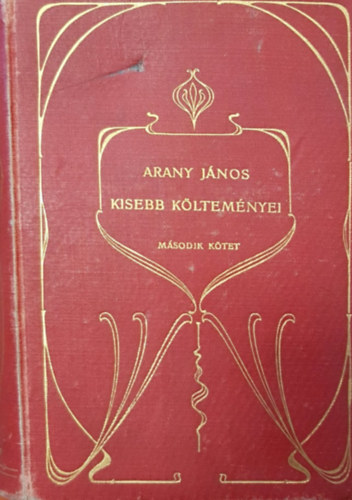 ARANY JÁNOS
KISEBB KÖLTEMÉNYEI
MÁSODIK KÖTET